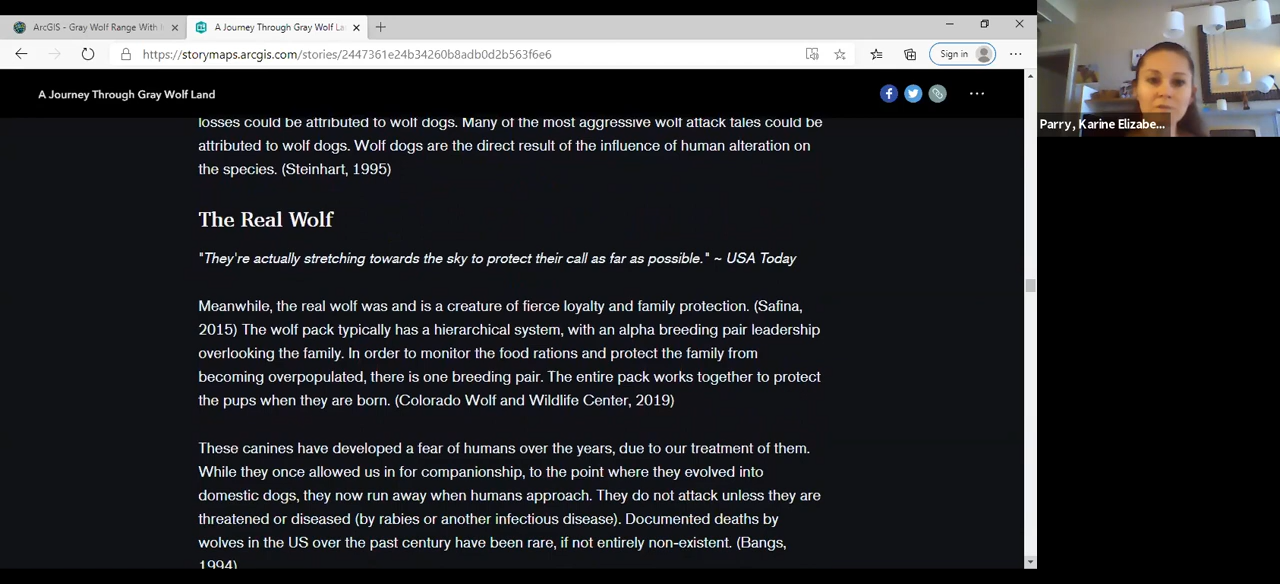 ArcGIS - Gray Wolf Range With
A Journey Through Gray Wolf La
https://storymaps.arcgis.com/stories/2447361e24b34260b8adb0d2b563f6e6
Sign in
A Journey Through Gray Wolf Land
Parry, Karine Elizabe...
losses could be attributed to wolf dogs. Many of the most aggressive wolf attack tales could be
attributed to wolf dogs. Wolf dogs are the direct result of the influence of human alteration on
the species. (Steinhart, 1995)
The Real Wolf
"They're actually stretching towards the sky to protect their call as far as possible." ~ USA Today
Meanwhile, the real wolf was and is a creature of fierce loyalty and family protection. (Safina,
2015) The wolf pack typically has a hierarchical system, with an alpha breeding pair leadership
overlooking the family. In order to monitor the food rations and protect the family from
becoming overpopulated, there is one breeding pair. The entire pack works together to protect
the pups when they are born. (Colorado Wolf and Wildlife Center, 2019)
These canines have developed a fear of humans over the years, due to our treatment of them.
While they once allowed us in for companionship, to the point where they evolved into
domestic dogs, they now run away when humans approach. They do not attack unless they are
threatened or diseased (by rabies or another infectious disease). Documented deaths by
wolves in the US over the past century have been rare, if not entirely non-existent. (Bangs,
1994)